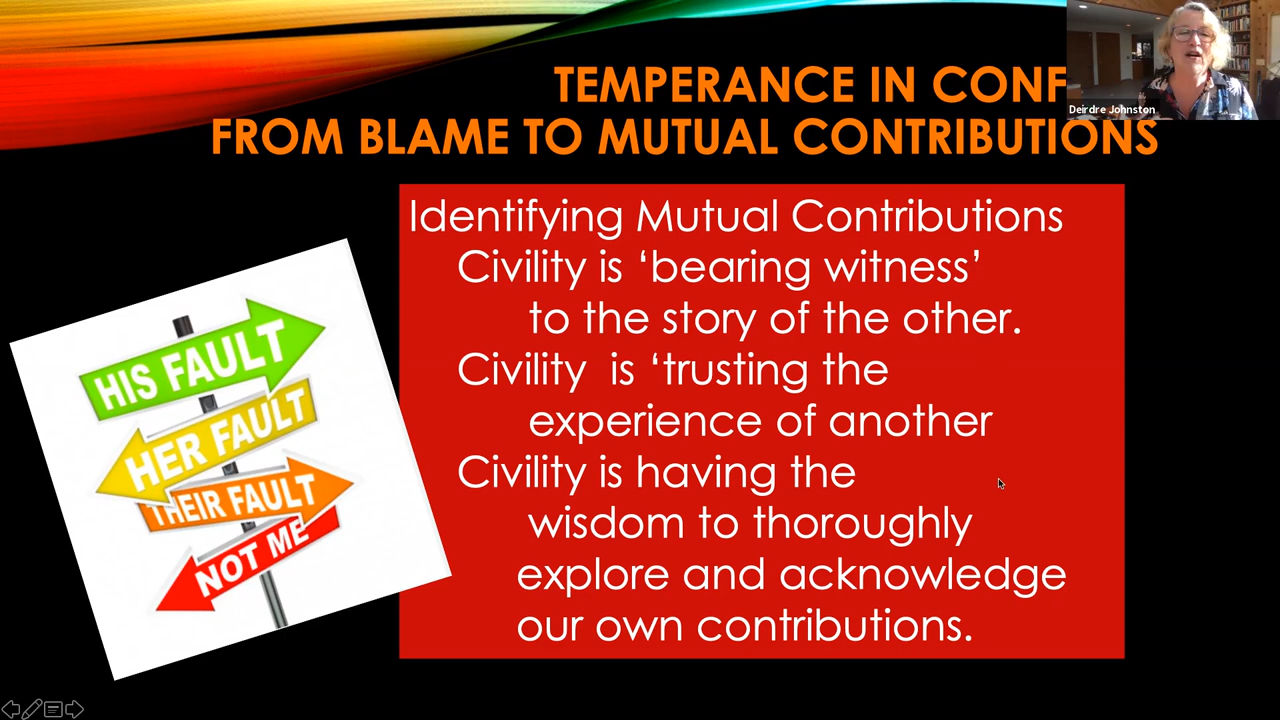 TEMPERANCE IN CONF
FROM BLAME TO MUTUAL CONTRIBUTIONS
Deirdre Johnston
Identifying Mutual Contributions
Civility is ‘bearing witness’
to the story of the other.
Civility is ‘trusting the
experience of another
Civility is having the
wisdom to thoroughly
explore and acknowledge
our own contributions.
HIS FAULT
HER FAULT
THEIR FAULT
NOT ME